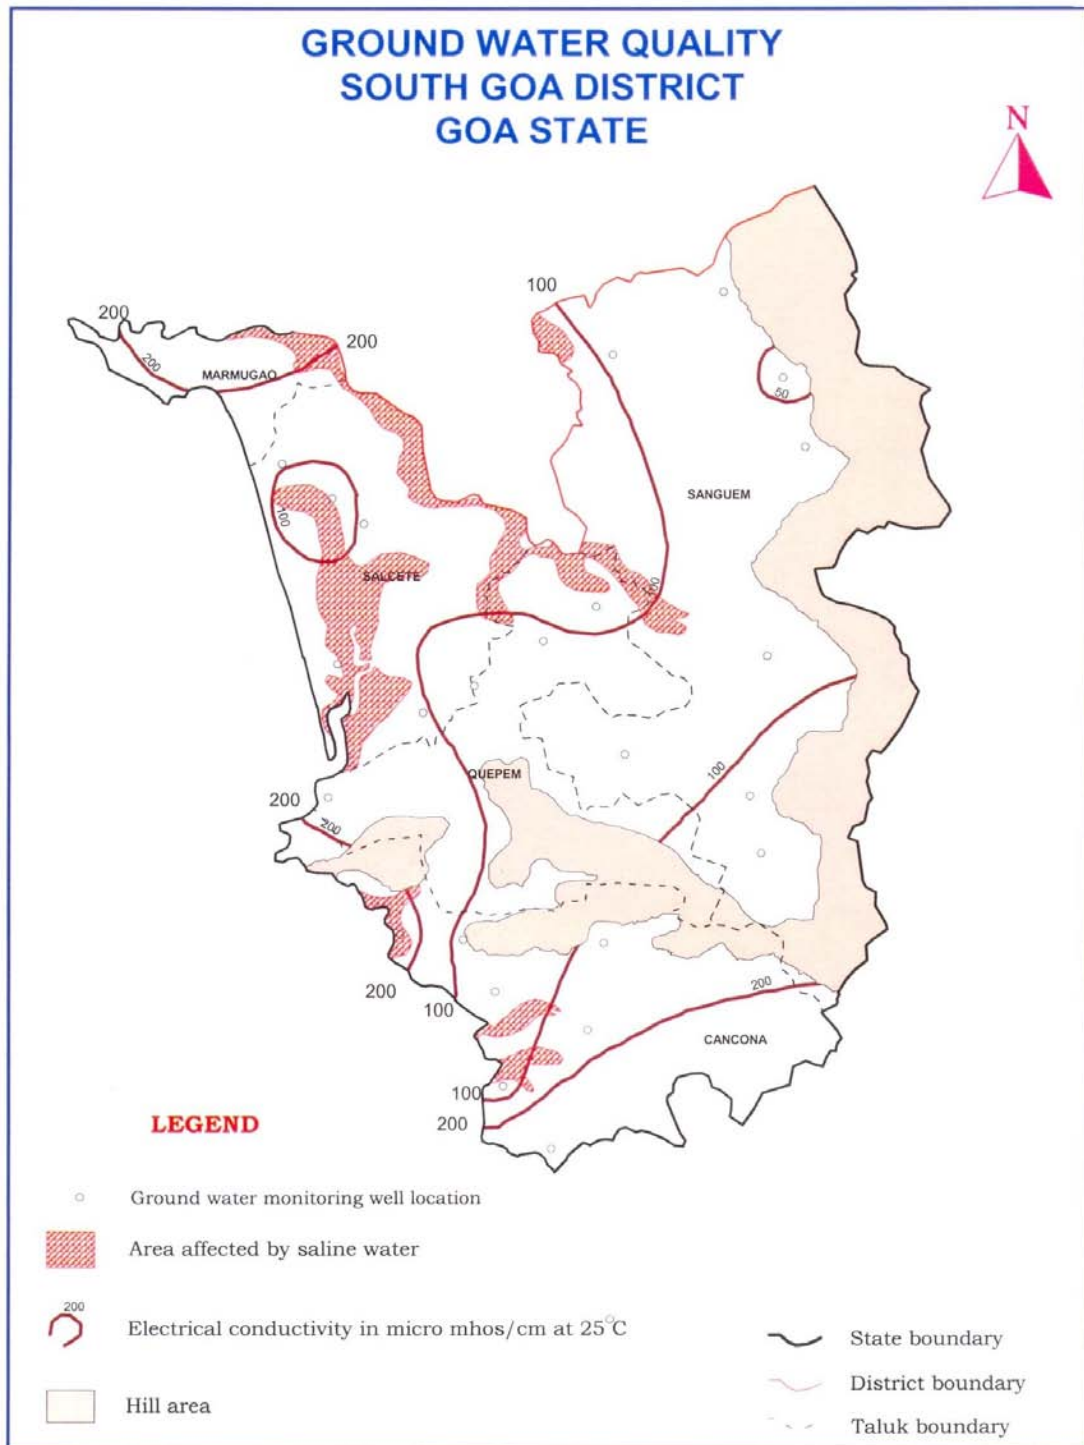 GROUND WATER QUALITY
SOUTH GOA DISTRICT
GOA STATE
N
100
200
200
200
MARMUGAO
50
SANGUEM
100
SALCETE
100
100
QUEPEM
200
200
200
100
200
CANCONA
100
200
LEGEND
Ground water monitoring well location
Area affected by saline water
200
Electrical conductivity in micro mhos/cm at 25°C
Hill area
State boundary
District boundary
Taluk boundary